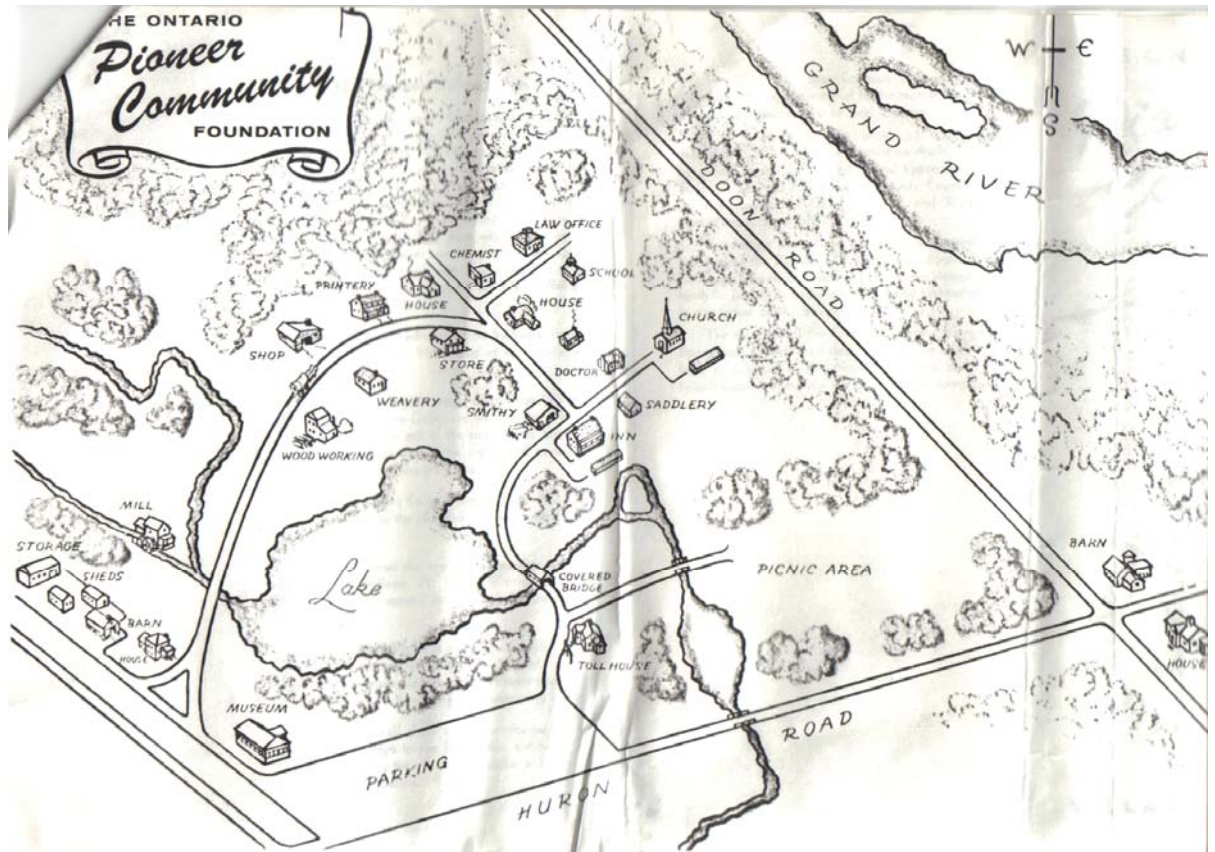 HE ONTARIO
Pioneer
Community
FOUNDATION
W E
S
GRAND RIVER
DOON ROAD
LAW OFFICE
CHEMIST
SCHOOL
PRINTERY
HOUSE
HOUSE
CHURCH
SHOP
STORE
DOCTOR
WEAVERY
SMITHY
SADDLERY
INN
WOOD WORKING
MILL
STORAGE
SHEDS
BARN
HOUSE
Lake
COVERED
BRIDGE
PICNIC AREA
BARN
TOLL HOUSE
HOUSE
MUSEUM
PARKING
HURON ROAD